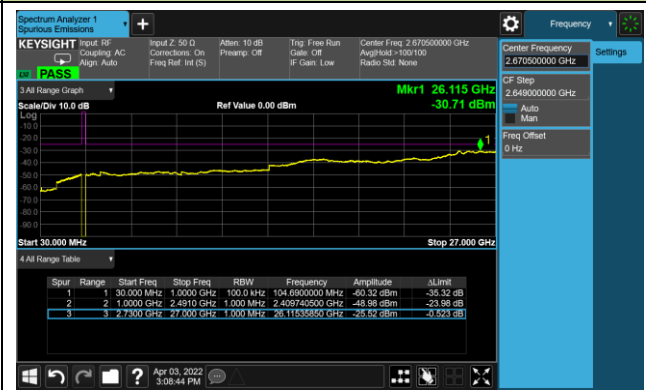 Spectrum Analyzer 1
Spurious Emissions
Frequency
KEYSIGHT
Input: RF
Coupling: AC
Align: Auto
Input Z: 50 Ω
Corrections: On
Freq Ref: Int (S)
Atten: 10 dB
Preamp: Off
Trig: Free Run
Gate: Off
IF Gain: Low
Center Freq: 2.670500000 GHz
Avg|Hold:>100/100
Radio Std: None
PASS
Center Frequency
2.670500000 GHz
Settings
CF Step
2.649000000 GHz
Auto
Man
Freq Offset
0 Hz
3 All Range Graph
Mkr1 26.115 GHz
Scale/Div 10.0 dB
Ref Value 0.00 dBm
-30.71 dBm
Log
-10.0
-20.0
-30.0
-40.0
-50.0
-60.0
-70.0
-80.0
-90.0
1
Start 30.000 MHz
Stop 27.000 GHz
4 All Range Table
Spur Range Start Freq Stop Freq RBW Frequency Amplitude ΔLimit
1 1 30.000 MHz 1.0000 GHz 100.0 kHz 104.6900000 MHz -60.32 dBm -35.32 dB
2 2 1.0000 GHz 2.4910 GHz 1.000 MHz 2.409740500 GHz -48.98 dBm -23.98 dB
3 3 2.7300 GHz 27.000 GHz 1.000 MHz 26.11535850 GHz -25.52 dBm -0.523 dB
?
Apr 03, 2022
3:08:44 PM